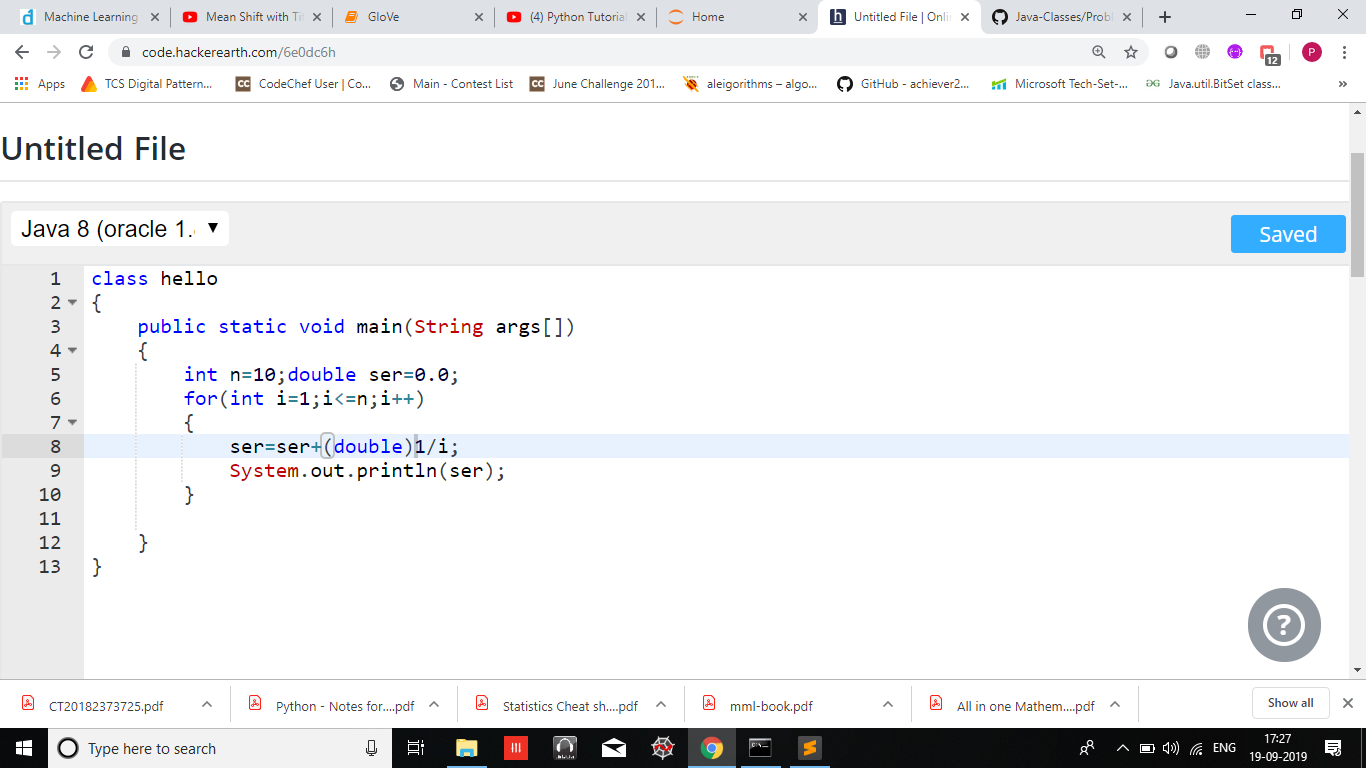 Machine Learning
Mean Shift with Ti
GloVe
(4) Python Tutorial
Home
Untitled File | Onli
Java-Classes/Probl
code.hackerearth.com/6e0dc6h
P
12
Apps
TCS Digital Pattern...
CC CodeChef User | Co...
Main - Contest List
CC June Challenge 201...
aleigorithms – algo...
GitHub - achiever2...
Microsoft Tech-Set-...
Java.util.BitSet class...
»
Untitled File
Java 8 (oracle 1.
Saved
1 class hello
2 {
3 public static void main(String args[])
4 {
5 int n=10;double ser=0.0;
6 for(int i=1;i<=n;i++)
7 {
8 ser=ser+(double)1/i;
9 System.out.println(ser);
10 }
11
12 }
13 }
?
CT20182373725.pdf
Python - Notes for....pdf
Statistics Cheat sh....pdf
mml-book.pdf
All in one Mathem....pdf
Show all
Type here to search
ENG
17:27
19-09-2019